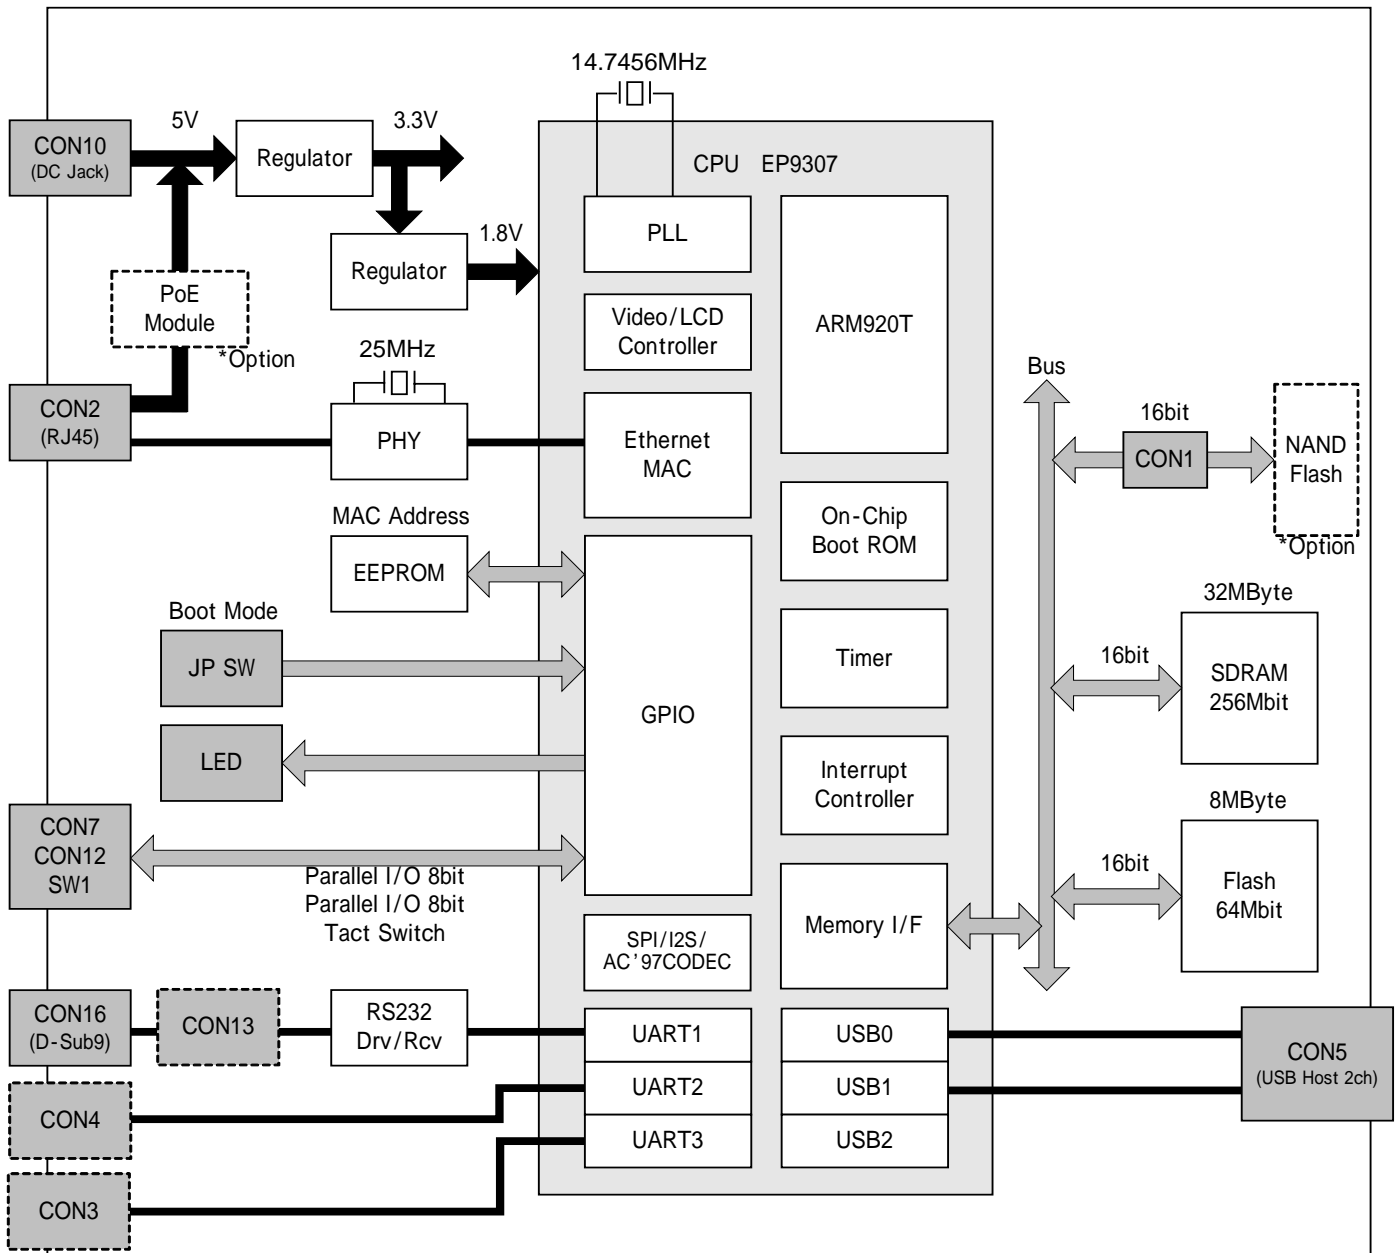 14.7456MHz
CON10
(DC Jack)
5V
Regulator
3.3V
CPU EP9307
PLL
1.8V
Regulator
PoE
Module
*Option
Video/LCD
Controller
ARM920T
25MHz
CON2
(RJ45)
PHY
Ethernet
MAC
Bus
16bit
CON1
NAND
Flash
*Option
MAC Address
EEPROM
On-Chip
Boot ROM
Boot Mode
JP SW
GPIO
Timer
32MByte
16bit
SDRAM
256Mbit
LED
Interrupt
Controller
8MByte
16bit
Flash
64Mbit
CON7
CON12
SW1
Parallel I/O 8bit
Parallel I/O 8bit
Tact Switch
Memory I/F
SPI/I2S/
AC'97CODEC
CON16
(D-Sub9)
CON13
RS232
Drv/Rcv
UART1
USB0
CON5
(USB Host 2ch)
CON4
UART2
USB1
UART3
USB2
CON3